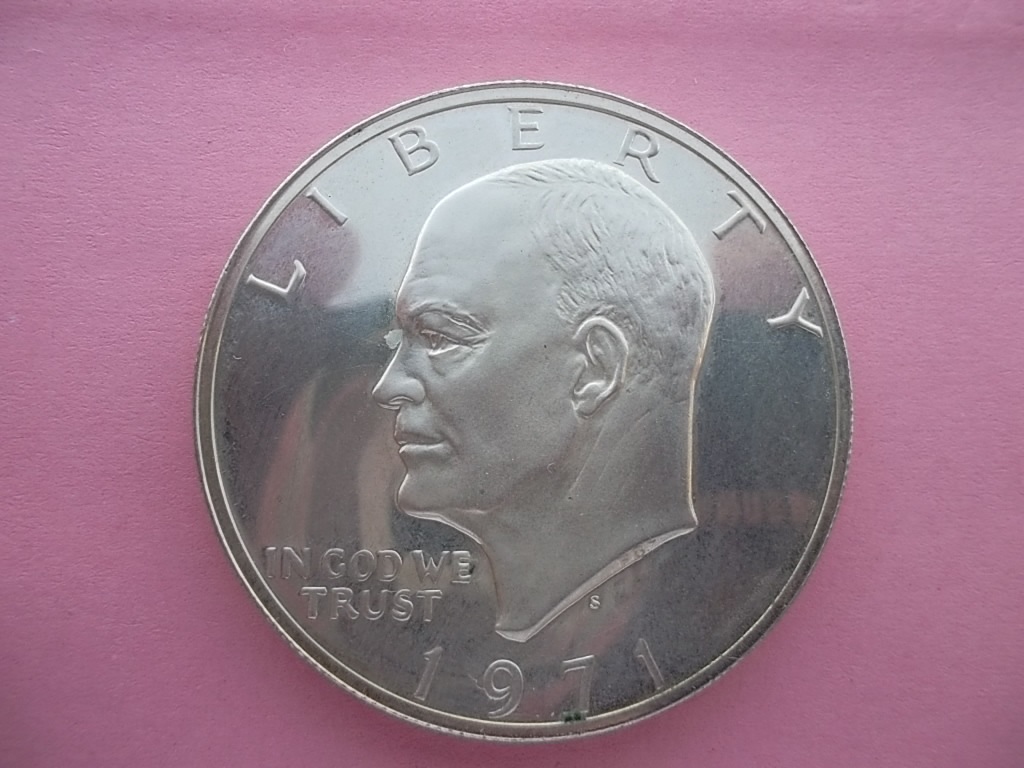 LIBERTY
IN GOD WE
TRUST
S
1971